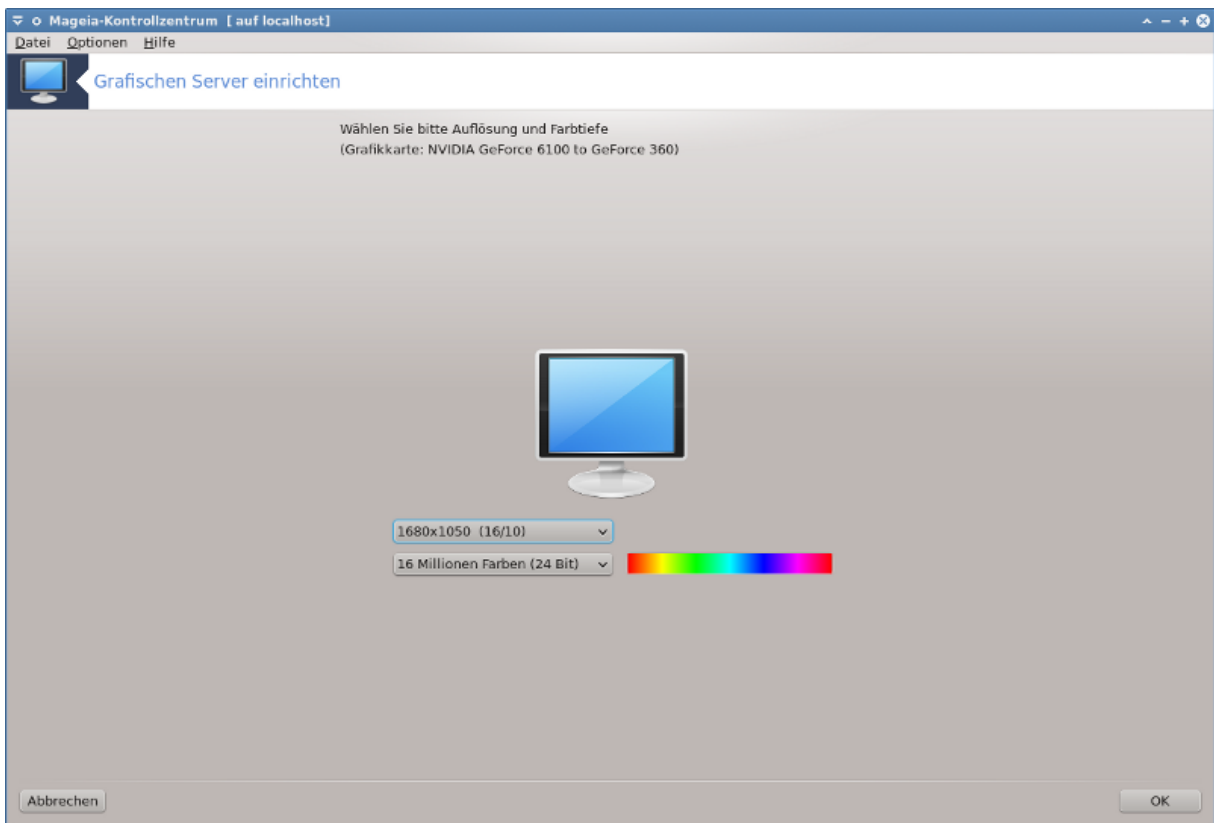 Mageia-Kontrollzentrum [ auf localhost]
Datei Optionen Hilfe
Grafischen Server einrichten
Wählen Sie bitte Auflösung und Farbtiefe
(Grafikkarte: NVIDIA GeForce 6100 to GeForce 360)
1680x1050 (16/10)
16 Millionen Farben (24 Bit)
Abbrechen OK